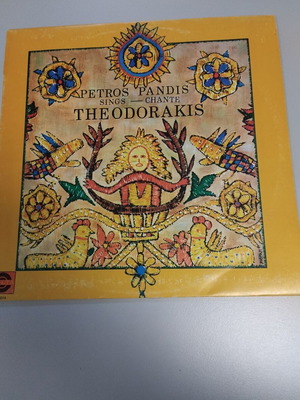 PETROS PANDIS
SINGS — CHANTE
THEODORAKIS